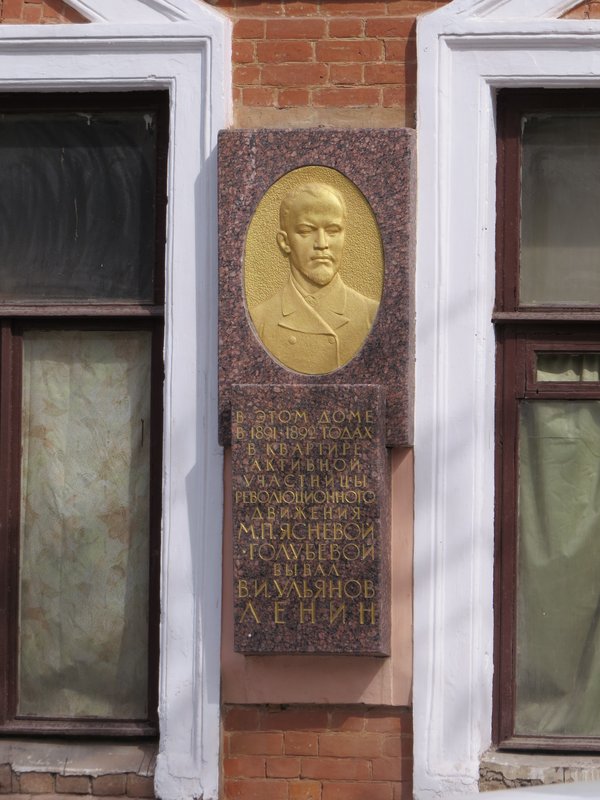 В ЭТОМ ДОМЕ
В 1891-1892 ГОДАХ
В КВАРТИРЕ
АКТИВНОЙ
УЧАСТНИЦЫ
РЕВОЛЮЦИОННОГО
ДВИЖЕНИЯ
М.П. ЯСНЕВОЙ
-ГОЛУБЕВОЙ
БЫВАЛ
В.И. УЛЬЯНОВ
ЛЕНИН